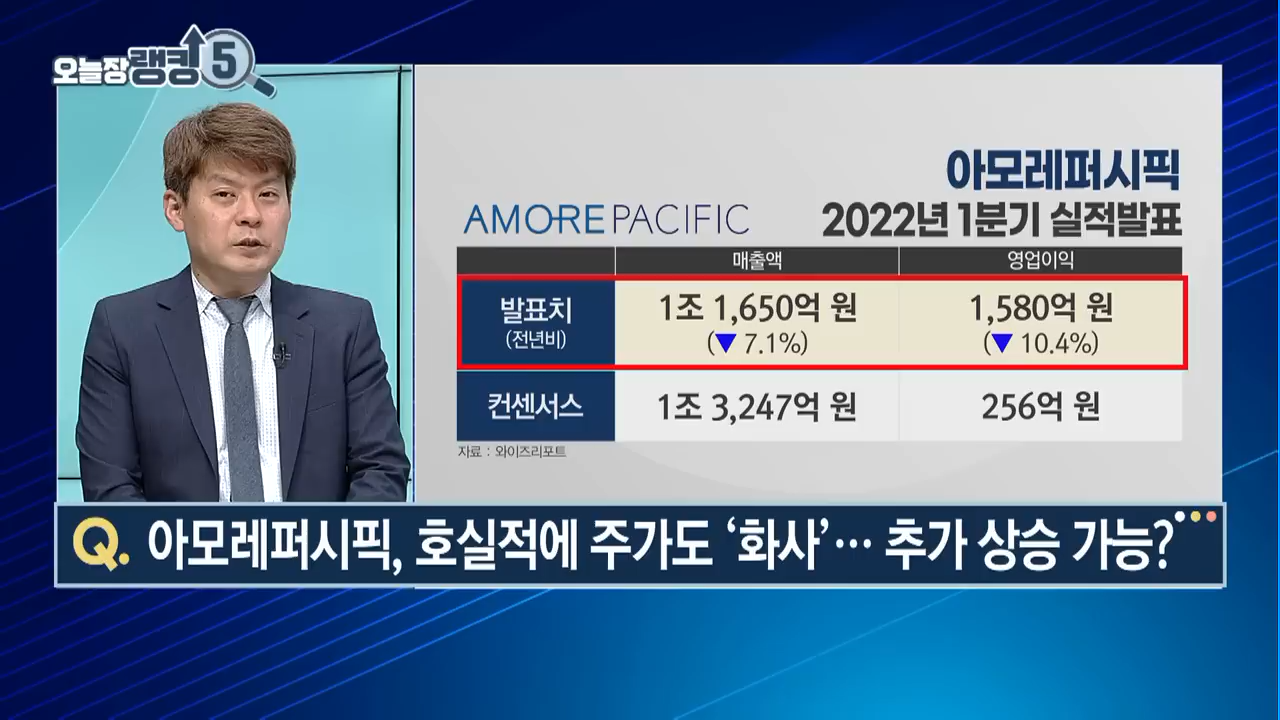 오늘장 랭킹 5
아모레퍼시픽
AMOREPACIFIC
2022년 1분기 실적발표
매출액 영업이익
발표치 1조 1,650억 원 1,580억 원
(전년비) (▼ 7.1%) (▼ 10.4%)
컨센서스 1조 3,247억 원 256억 원
자료 : 와이즈리포트
Q. 아모레퍼시픽, 호실적에 주가도 ‘화사’… 추가 상승 가능?